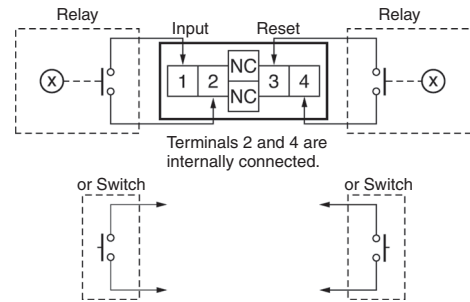 Relay
Input
Reset
Relay
X
1
2
NC
NC
3
4
X
Terminals 2 and 4 are
internally connected.
or Switch
or Switch